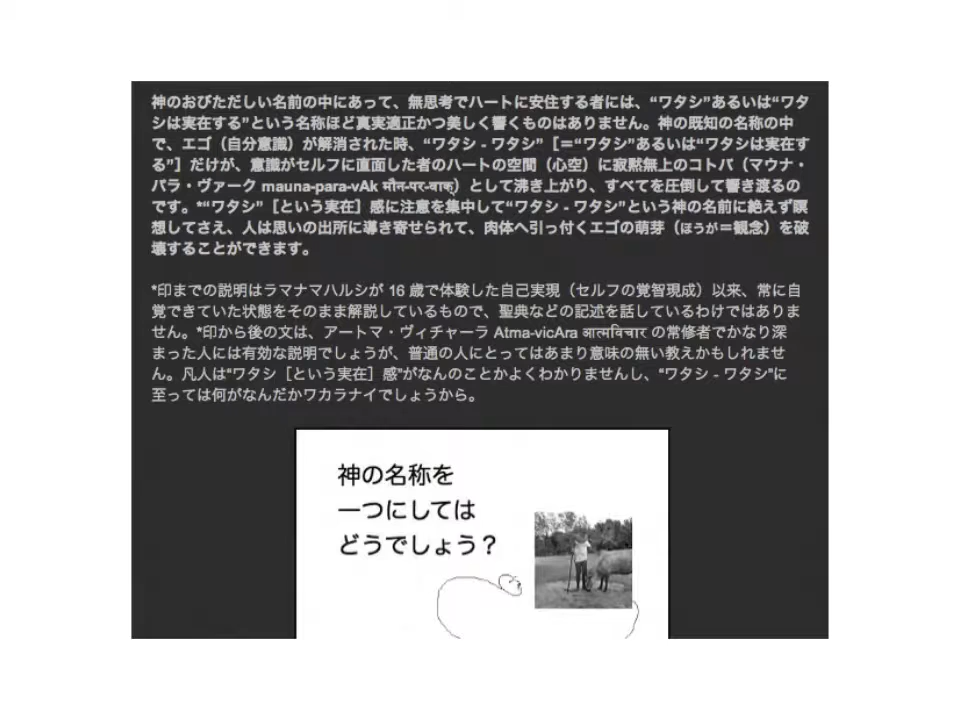 神のおびただしい名前の中にあって、無思考でハートに安住する者には、“ワタシ”あるいは“ワタ
シは実在する”という名称ほど真実適正かつ美しく響くものはありません。神の既知の名称の中
で、エゴ（自分意識）が解消された時、“ワタシ - ワタシ”［＝“ワタシ”あるいは“ワタシは実在す
る”］だけが、意識がセルフに直面した者のハートの空間（心空）に寂黙無上のコトバ（マウナ・
パラ・ヴァーク mauna-para-vAk मौन-पर-वाक्）として沸き上がり、すべてを圧倒して響き渡るの
です。*“ワタシ”［という実在］感に注意を集中して“ワタシ - ワタシ”という神の名前に絶えず瞑
想してさえ、人は思いの出所に導き寄せられて、肉体へ引っ付くエゴの萌芽（ほうが＝観念）を破
壊することができます。
*印までの説明はラマナマハルシが 16 歳で体験した自己実現（セルフの覚智現成）以来、常に自
覚できていた状態をそのまま解説しているもので、聖典などの記述を話しているわけではありま
せん。*印から後の文は、アートマ・ヴィチャーラ Atma-vicAra आत्मविचार の常修者でかなり深
まった人には有効な説明でしょうが、普通の人にとってはあまり意味の無い教えかもしれませ
ん。凡人は“ワタシ［という実在］感”がなんのことかよくわかりませんし、“ワタシ - ワタシ”に
至っては何がなんだかワカラナイでしょうから。
神の名称を
一つにしては
どうでしょう？